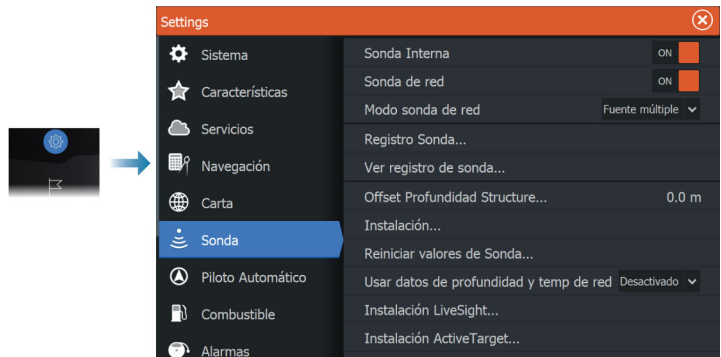 Settings
Sistema
Características
Servicios
Navegación
Carta
Sonda
Piloto Automático
Combustible
Alarmas
Sonda Interna ON
Sonda de red ON
Modo sonda de red Fuente múltiple
Registro Sonda...
Ver registro de sonda...
Offset Profundidad Structure... 0.0 m
Instalación...
Reiniciar valores de Sonda...
Usar datos de profundidad y temp de red Desactivado
Instalación LiveSight...
Instalación ActiveTarget...